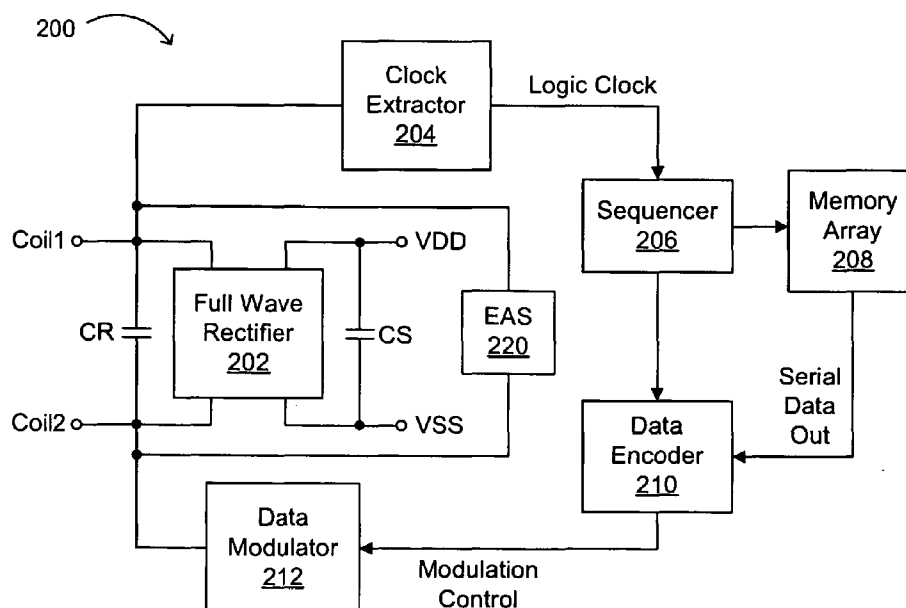 200
Clock
Extractor
204
Logic Clock
Sequencer
206
Memory
Array
208
Coil1
VDD
Full Wave
Rectifier
202
CR
CS
EAS
220
Coil2
VSS
Serial
Data
Out
Data
Encoder
210
Data
Modulator
212
Modulation
Control